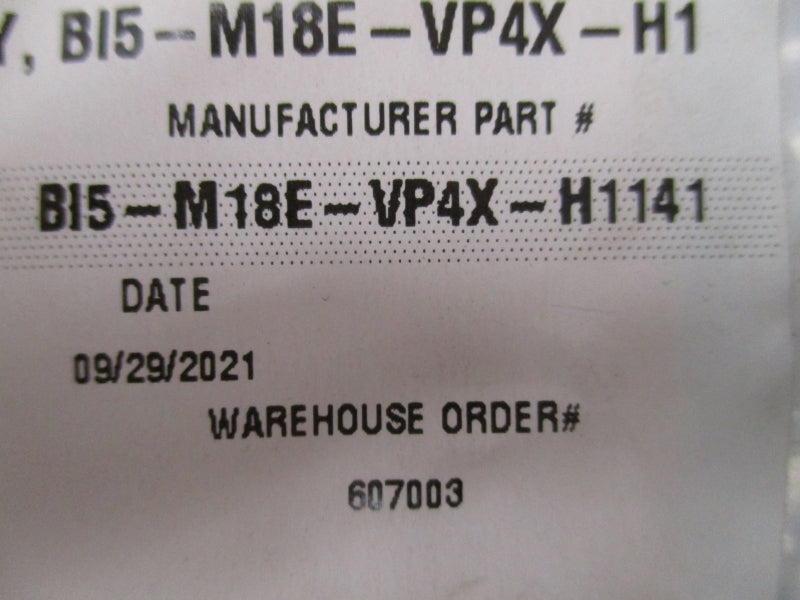 Y, BI5-M18E-VP4X-H1
MANUFACTURER PART #
BI5-M18E-VP4X-H1141
DATE
09/29/2021
WAREHOUSE ORDER#
607003